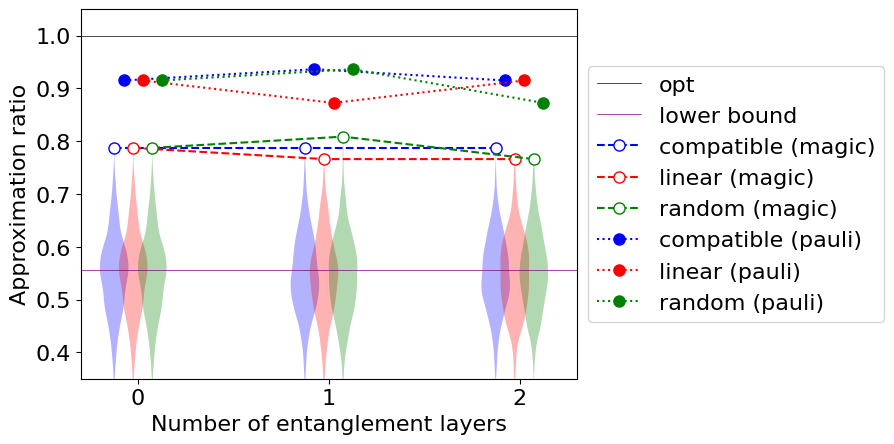 1.0
0.9
0.8
0.7
0.6
0.5
0.4
Approximation ratio
0 1 2
Number of entanglement layers
opt
lower bound
compatible (magic)
linear (magic)
random (magic)
compatible (pauli)
linear (pauli)
random (pauli)